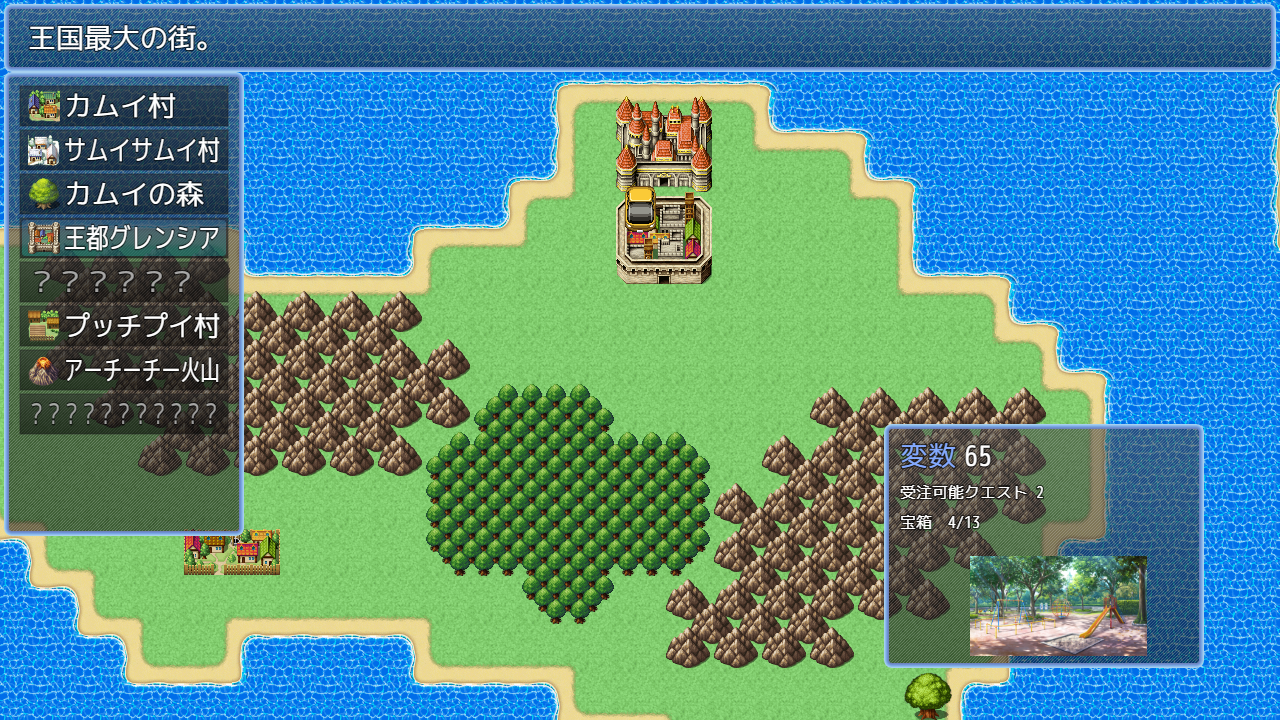 王国最大の街。
カムイ村
サムイサムイ村
カムイの森
王都グレンシア
？？？？？？
プッチプイ村
アーチーチー火山
???????????
変数 65
受注可能クエスト 2
宝箱　4/13